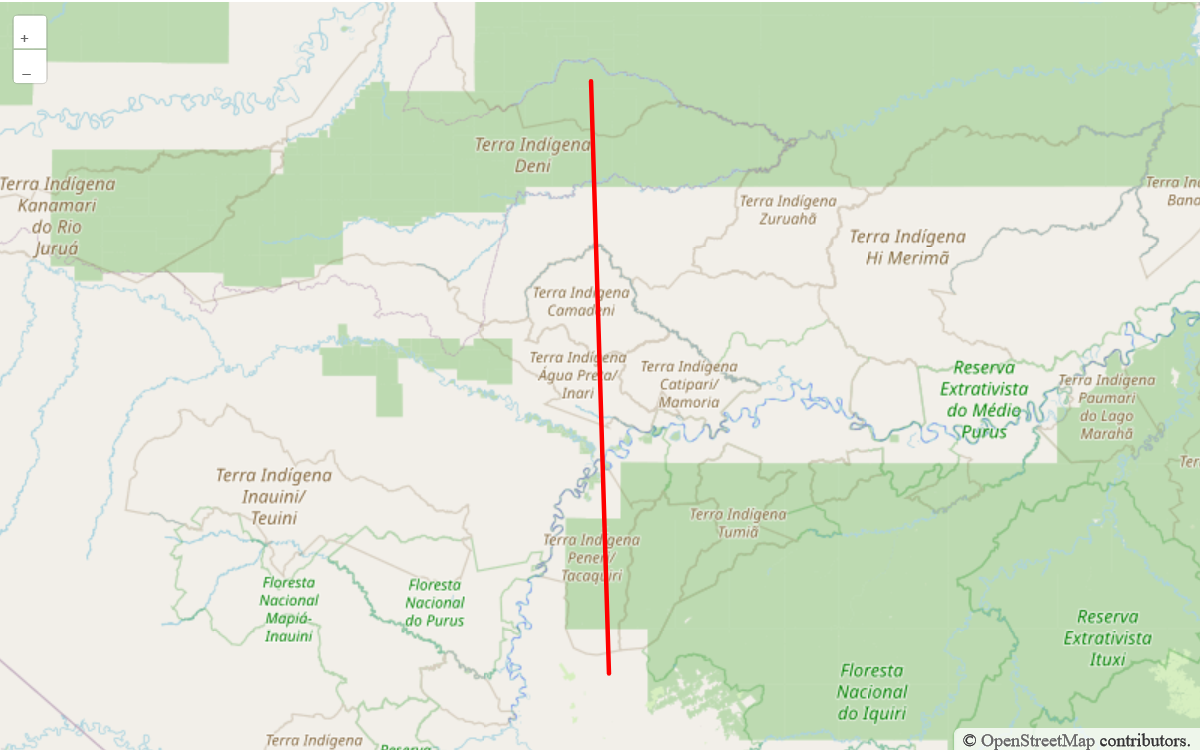 +
–
Terra Indígena
Deni
Terra Indígena
Kanamari
do Rio
Juruá
Terra Indígena
Zuruahã
Terra Indígena
Hi Merimã
Terra In
Bana
Terra Indígena
Camadeni
Terra Indígena
Água Preta/
Inari
Terra Indígena
Catipari/
Mamoria
Reserva
Extrativista
do Médio
Purus
Terra Indígena
Paumari
do Lago
Marahã
Ter
Terra Indígena
Inauini/
Teuini
Terra Indígena
Tumiã
Terra Indígena
Peneri/
Tacaquiri
Floresta
Nacional
Mapiá-
Inauini
Floresta
Nacional
do Purus
Reserva
Extrativista
Ituxi
Floresta
Nacional
do Iquiri
Terra Indígena
Reserva
© OpenStreetMap contributors.